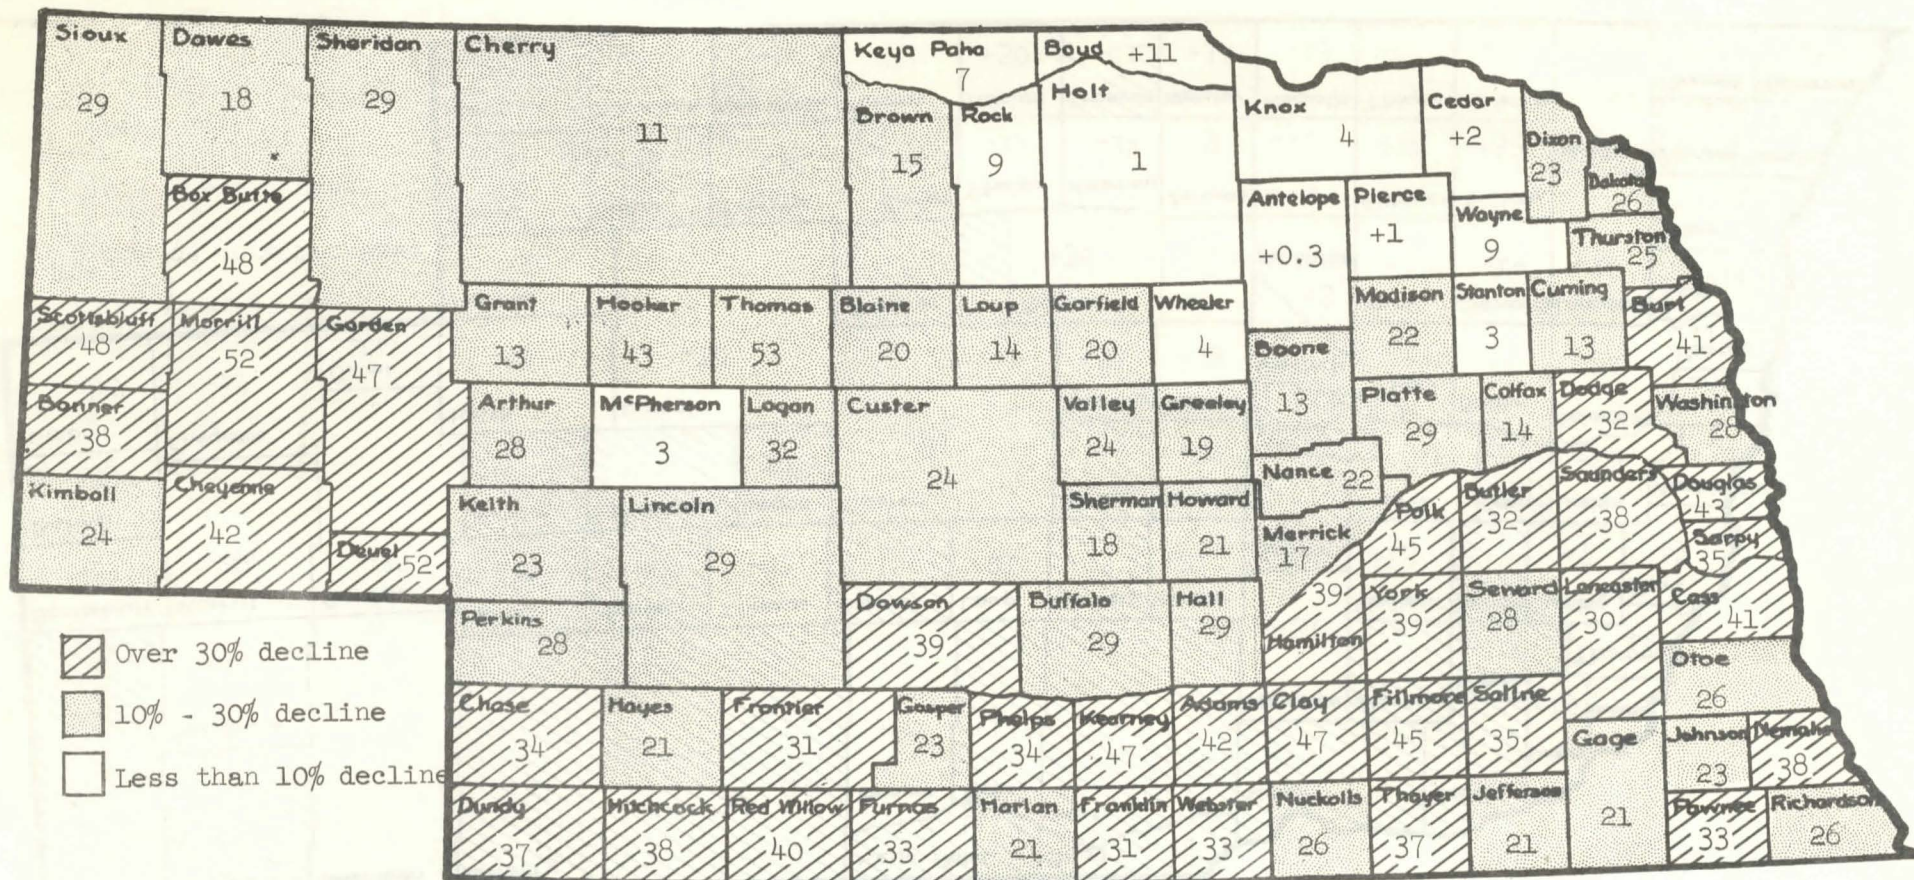 Sioux
29
Dawes
18
Sheridan
29
Cherry
11
Keya Paha
7
Boyd +11
Holt
1
Brown
15
Rock
9
Knox
4
Cedar
+2
Dixon
23
Dakota
26
Box Butte
48
Antelope
+0.3
Pierce
+1
Wayne
9
Thurston
25
Scottsbluff
48
Morrill
52
Garden
47
Grant
13
Hooker
43
Thomas
53
Blaine
20
Loup
14
Garfield
20
Wheeler
4
Boone
13
Madison
22
Stanton
3
Cuming
13
Burt
41
Banner
38
Arthur
28
McPherson
3
Logan
32
Custer
24
Valley
24
Greeley
19
Platte
29
Colfax
14
Dodge
32
Washington
28
Nance 22
Kimball
24
Cheyenne
42
Deuel 52
Keith
23
Lincoln
29
Sherman
18
Howard
21
Merrick
17
Polk
45
Butler
32
Saunders
38
Douglas
43
Sarpy
35
Perkins
28
Dawson
39
Buffalo
29
Hall
29
39
Hamilton
York
39
Seward
28
Lancaster
30
Cass
41
Otoe
26
Chase
34
Hayes
21
Frontier
31
Gosper
23
Phelps
34
Kearney
47
Adams
42
Clay
47
Fillmore
45
Saline
35
Gage
21
Johnson
23
Nemaha
38
Dundy
37
Hitchcock
38
Red Willow
40
Furnas
33
Harlan
21
Franklin
31
Webster
33
Nuckolls
26
Thayer
37
Jefferson
21
Pawnee
33
Richardson
26
Over 30% decline
10% - 30% decline
Less than 10% decline